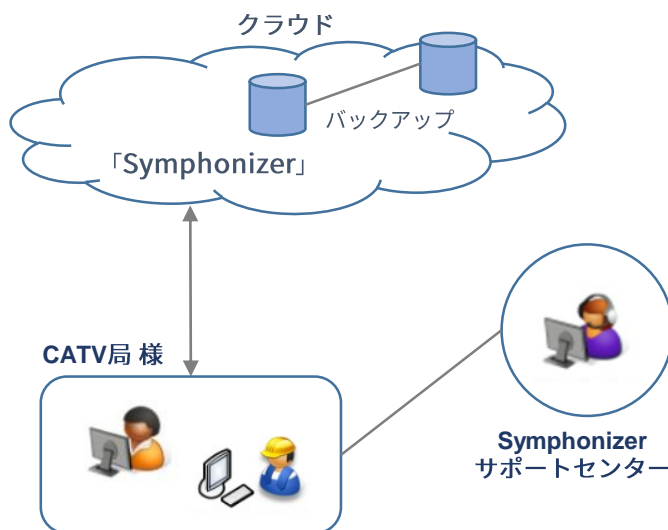 クラウド
バックアップ
「Symphonizer」
CATV局 様
Symphonizer
サポートセンター